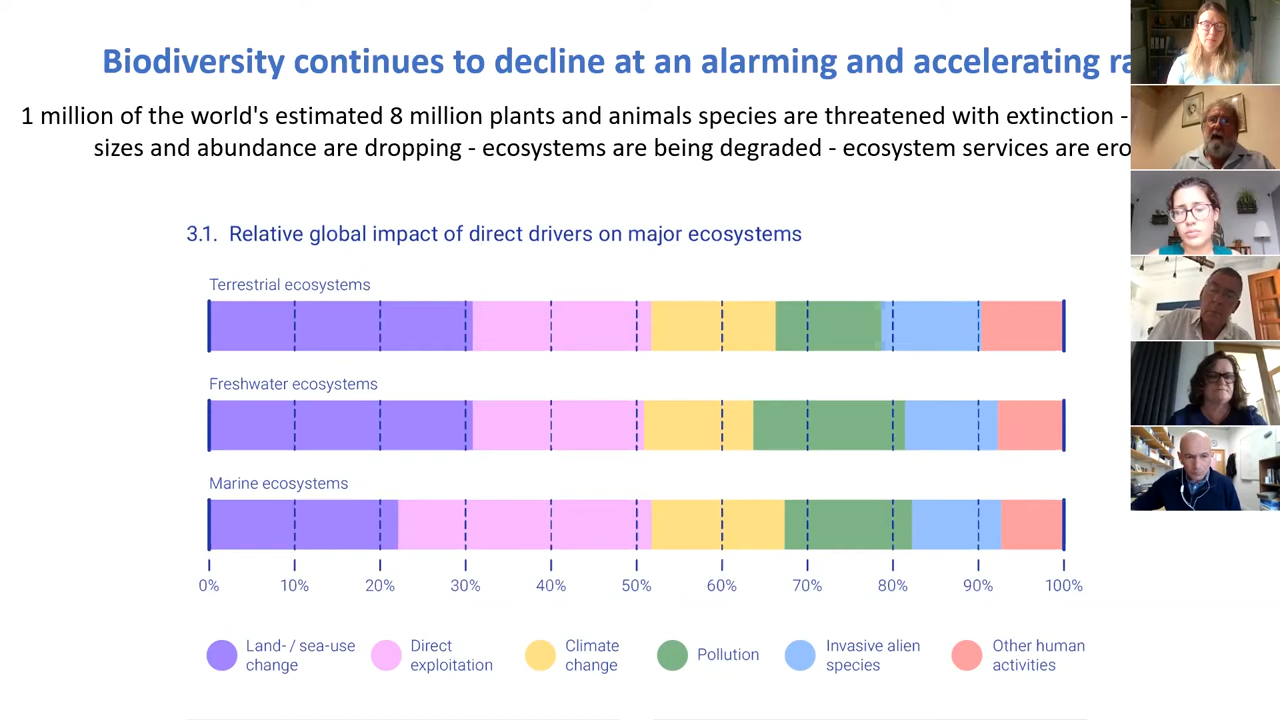 Biodiversity continues to decline at an alarming and accelerating
1 million of the world's estimated 8 million plants and animals species are threatened with extinction -
sizes and abundance are dropping - ecosystems are being degraded - ecosystem services are
3.1. Relative global impact of direct drivers on major ecosystems
Terrestrial ecosystems
Freshwater ecosystems
Marine ecosystems
0% 10% 20% 30% 40% 50% 60% 70% 80% 90% 100%
Land- / sea-use change
Direct exploitation
Climate change
Pollution
Invasive alien species
Other human activities